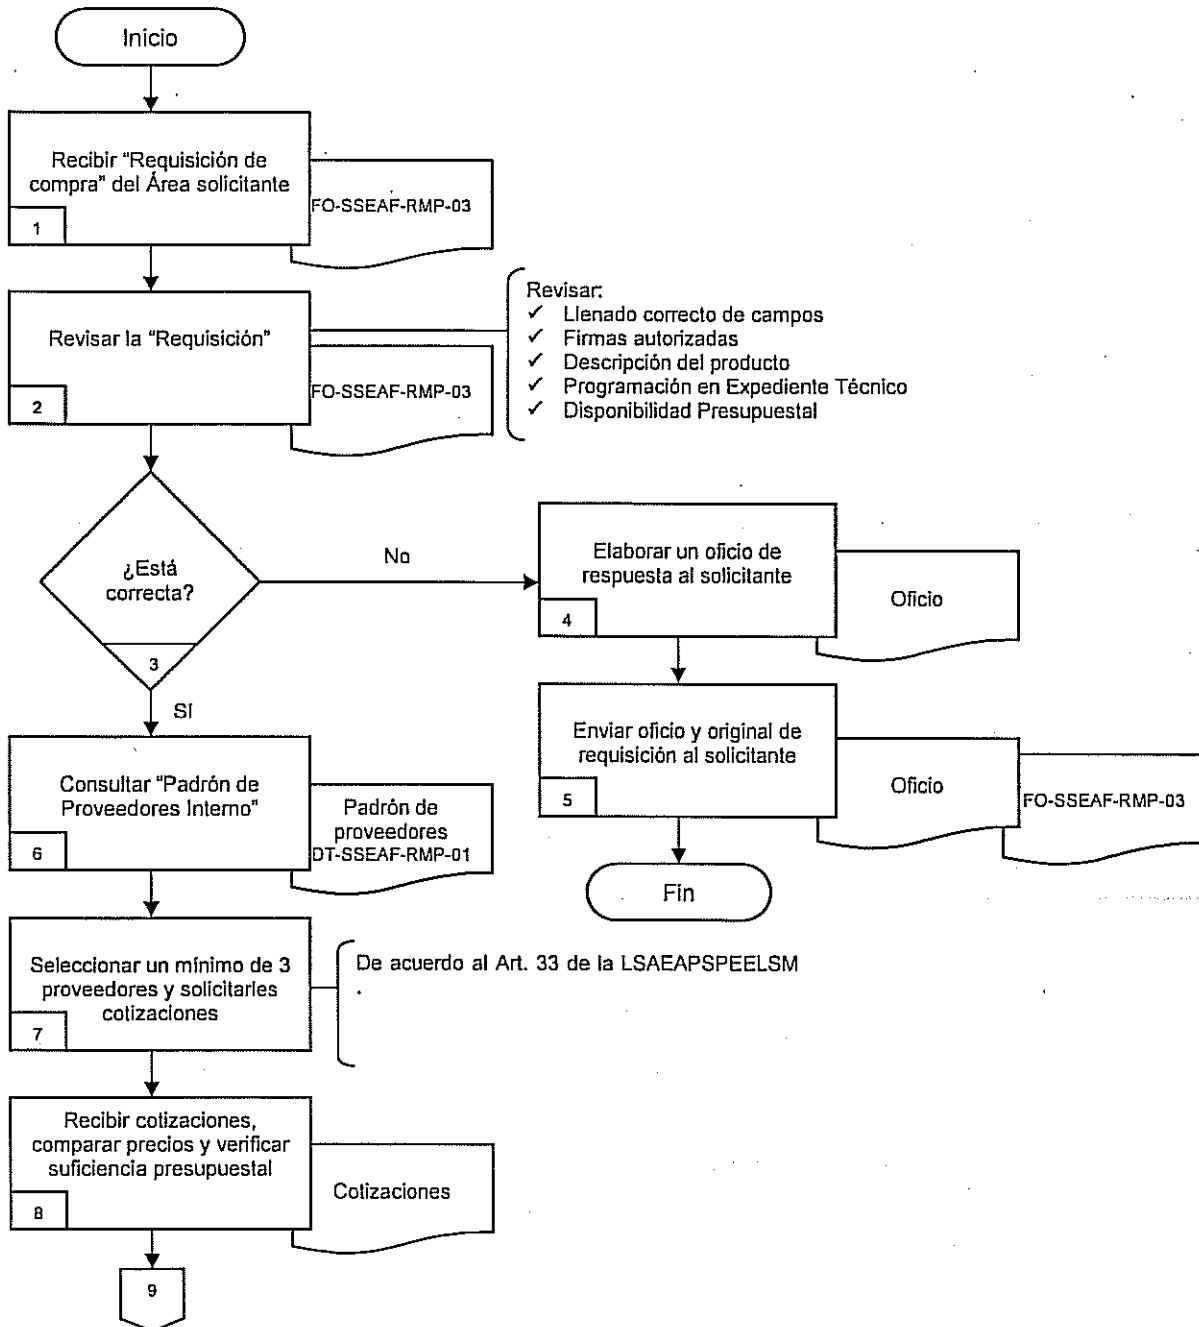 Inicio
Recibir "Requisición de
compra" del Área solicitante
1
FO-SSEAF-RMP-03
Revisar la "Requisición"
2
FO-SSEAF-RMP-03
Revisar:
✓ Llenado correcto de campos
✓ Firmas autorizadas
✓ Descripción del producto
✓ Programación en Expediente Técnico
✓ Disponibilidad Presupuestal
¿Está
correcta?
3
No
Elaborar un oficio de
respuesta al solicitante
4
Oficio
Enviar oficio y original de
requisición al solicitante
5
Oficio
FO-SSEAF-RMP-03
Fin
Sí
Consultar "Padrón de
Proveedores Interno"
6
Padrón de
proveedores
DT-SSEAF-RMP-01
Seleccionar un mínimo de 3
proveedores y solicitarles
cotizaciones
7
De acuerdo al Art. 33 de la LSAEAPSPEELSM
Recibir cotizaciones,
comparar precios y verificar
suficiencia presupuestal
8
Cotizaciones
9